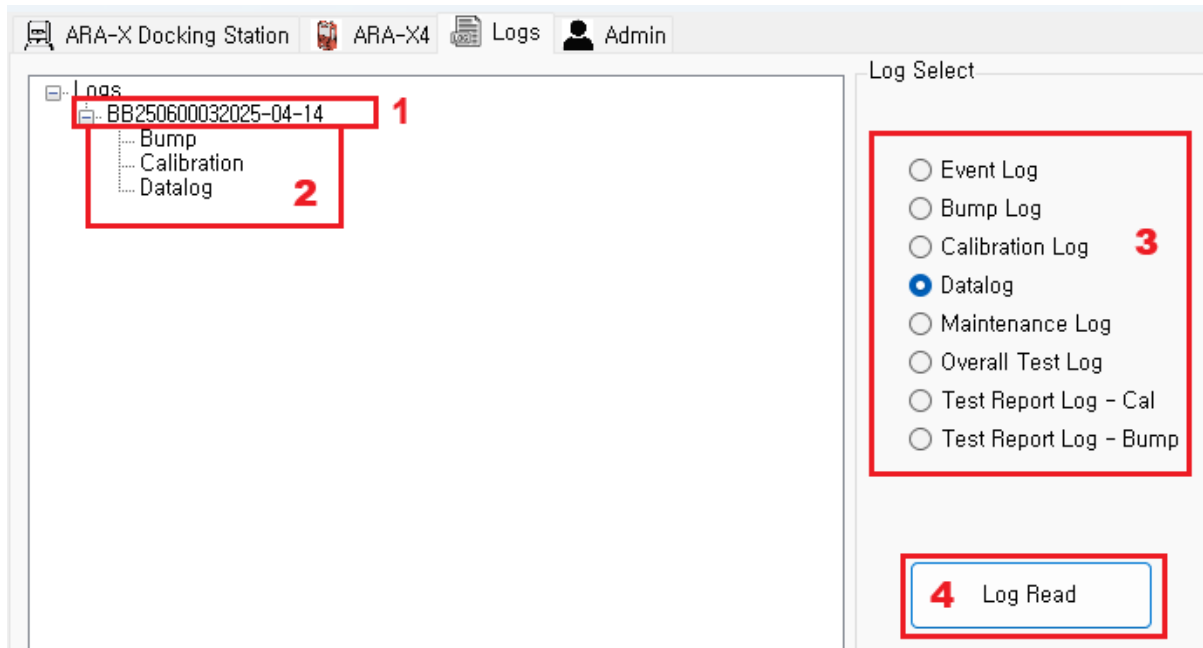 ARA-X Docking Station ARA-X4 Logs Admin
Logs
BB250600032025-04-14 1
Bump
Calibration
Datalog
2
Log Select
Event Log
Bump Log
Calibration Log
3
Datalog
Maintenance Log
Overall Test Log
Test Report Log - Cal
Test Report Log - Bump
4 Log Read